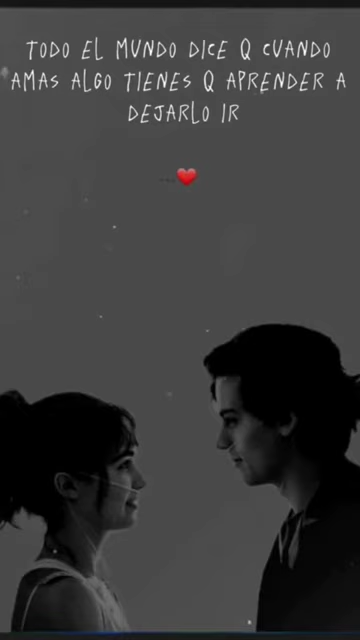 TODO EL MUNDO DICE Q CUANDO
AMAS ALGO TIENES Q APRENDER A
DEJARLO IR